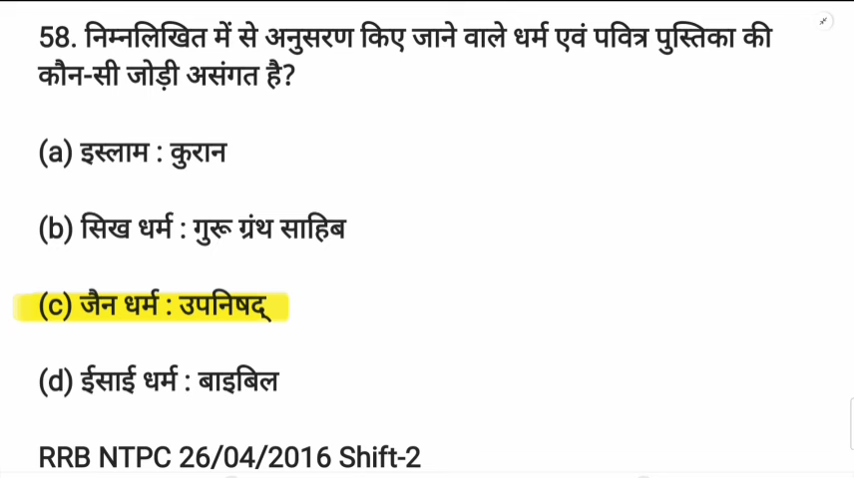 58. निम्नलिखित में से अनुसरण किए जाने वाले धर्म एवं पवित्र पुस्तिका की
कौन-सी जोड़ी असंगत है?
(a) इस्लाम : कुरान
(b) सिख धर्म : गुरू ग्रंथ साहिब
(c) जैन धर्म : उपनिषद्
(d) ईसाई धर्म : बाइबिल
RRB NTPC 26/04/2016 Shift-2